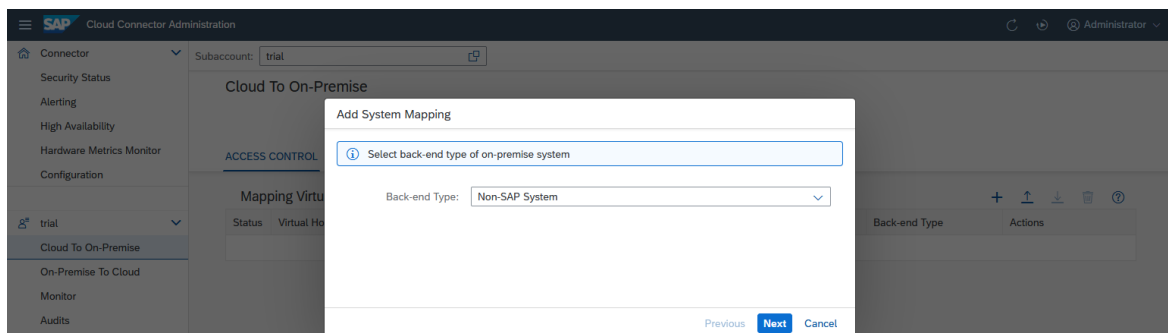 SAP Cloud Connector Administration
Administrator
Connector
Security Status
Alerting
High Availability
Hardware Metrics Monitor
Configuration
trial
Cloud To On-Premise
On-Premise To Cloud
Monitor
Audits
Subaccount: trial
Cloud To On-Premise
ACCESS CONTROL
Mapping Virtu
Status Virtual Ho
Back-end Type Actions
Add System Mapping
Select back-end type of on-premise system
Back-end Type: Non-SAP System
Previous Next Cancel